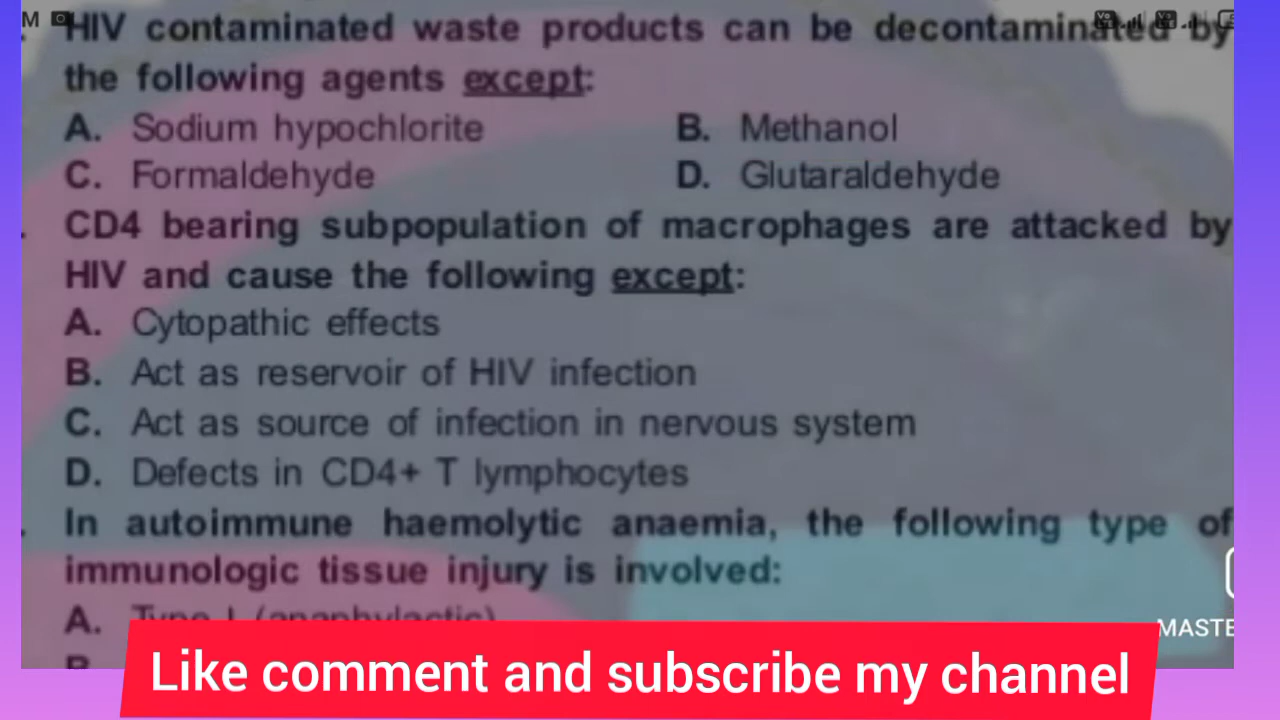 M
HIV contaminated waste products can be decontaminated by
the following agents except:
A. Sodium hypochlorite B. Methanol
C. Formaldehyde D. Glutaraldehyde
CD4 bearing subpopulation of macrophages are attacked by
HIV and cause the following except:
A. Cytopathic effects
B. Act as reservoir of HIV infection
C. Act as source of infection in nervous system
D. Defects in CD4+ T lymphocytes
In autoimmune haemolytic anaemia, the following type of
immunologic tissue injury is involved:
A. Type I (anaphylactic)
MASTE
B
Like comment and subscribe my channel